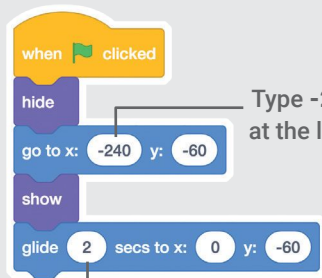 when clicked
hide
go to x: -240 y: -60
show
glide 2 secs to x: 0 y: -60
Type
at the